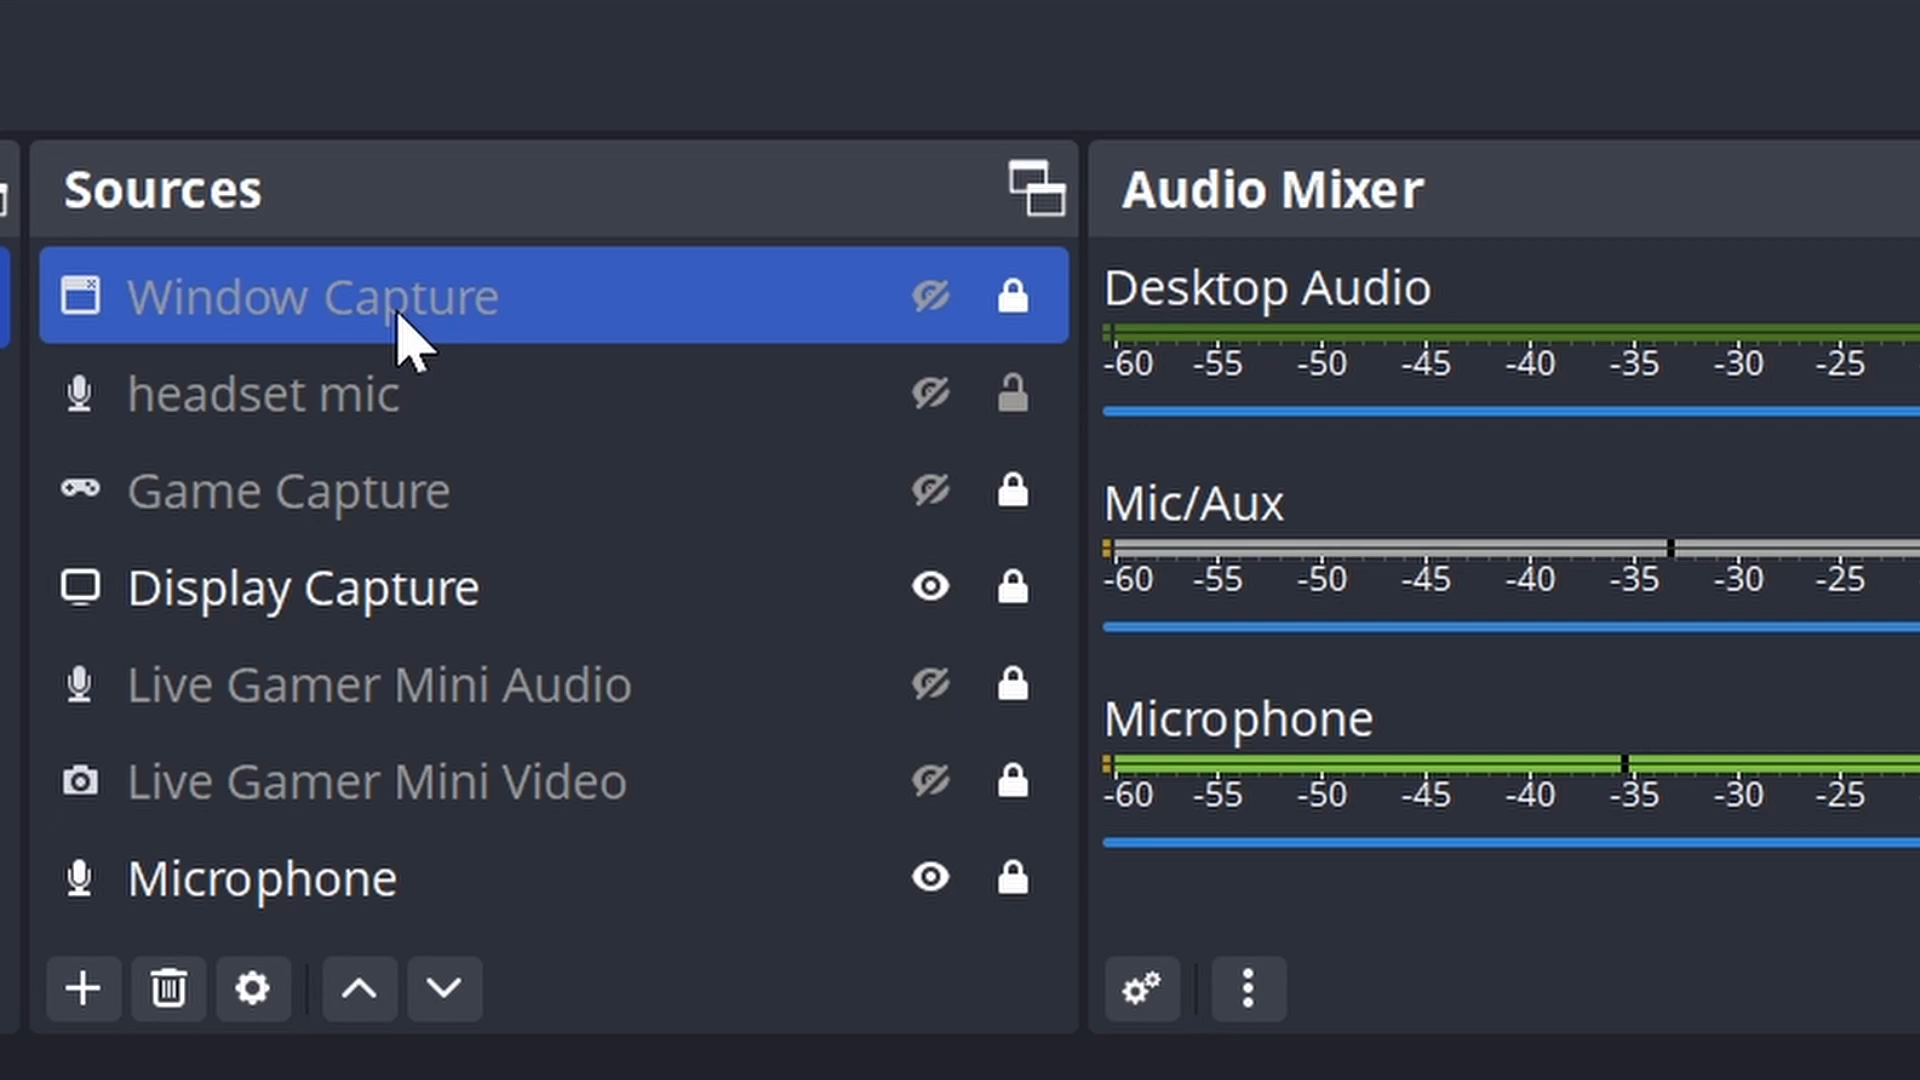 Sources
Window Capture
headset mic
Game Capture
Display Capture
Live Gamer Mini Audio
Live Gamer Mini Video
Microphone
Audio Mixer
Desktop Audio
-60 -55 -50 -45 -40 -35 -30 -25
Mic/Aux
-60 -55 -50 -45 -40 -35 -30 -25
Microphone
-60 -55 -50 -45 -40 -35 -30 -25